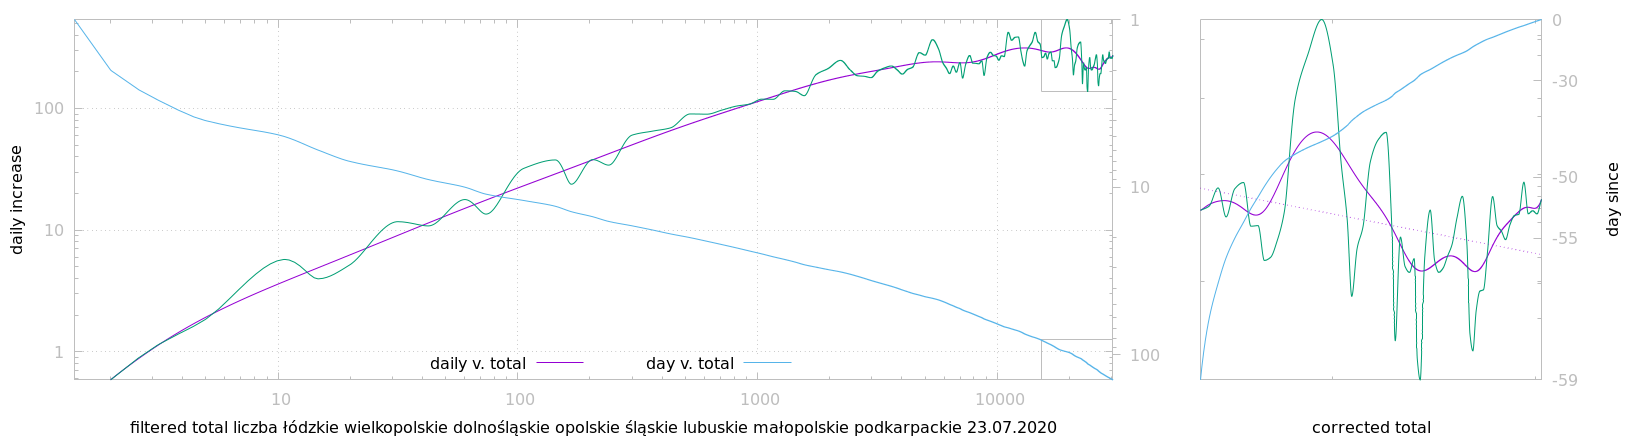 1
0
100
-30
daily increase
10
-50
day since
10
-55
1
daily v. total
day v. total
100
-59
10
100
1000
10000
filtered total liczba łódzkie wielkopolskie dolnośląskie opolskie śląskie lubuskie małopolskie podkarpackie 23.07.2020
corrected total